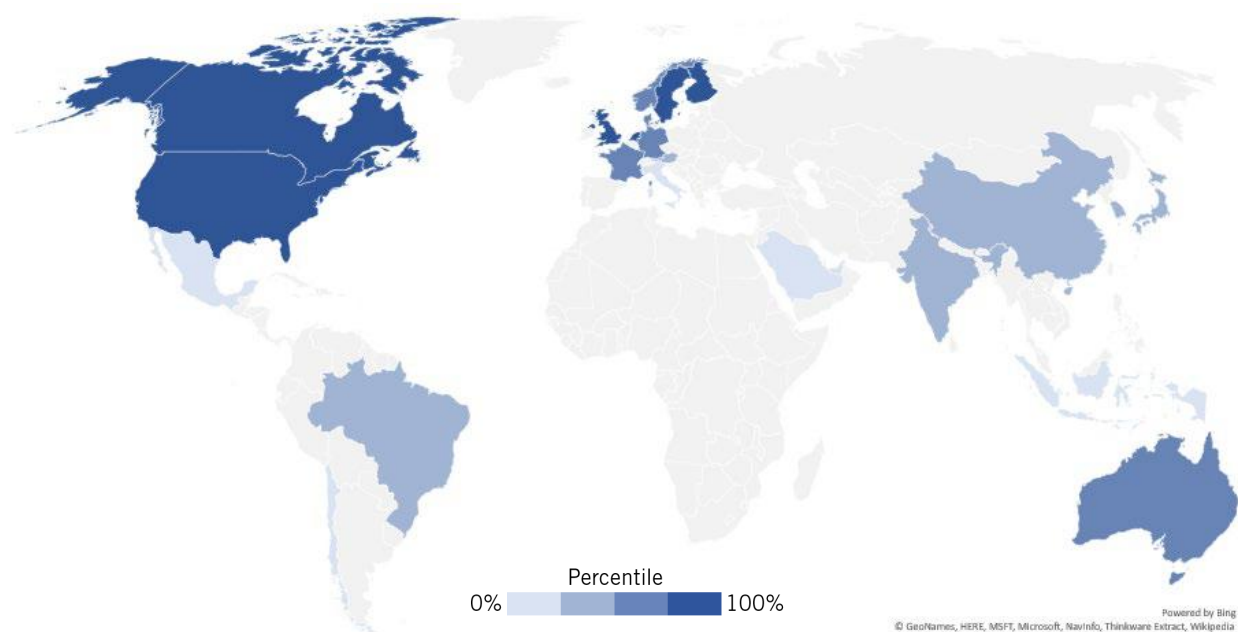 Percentile
0% 100%
Powered by Bing
© GeoNames, HERE, MSFT, Microsoft, NavInfo, Thinkware Extract, Wikipedia